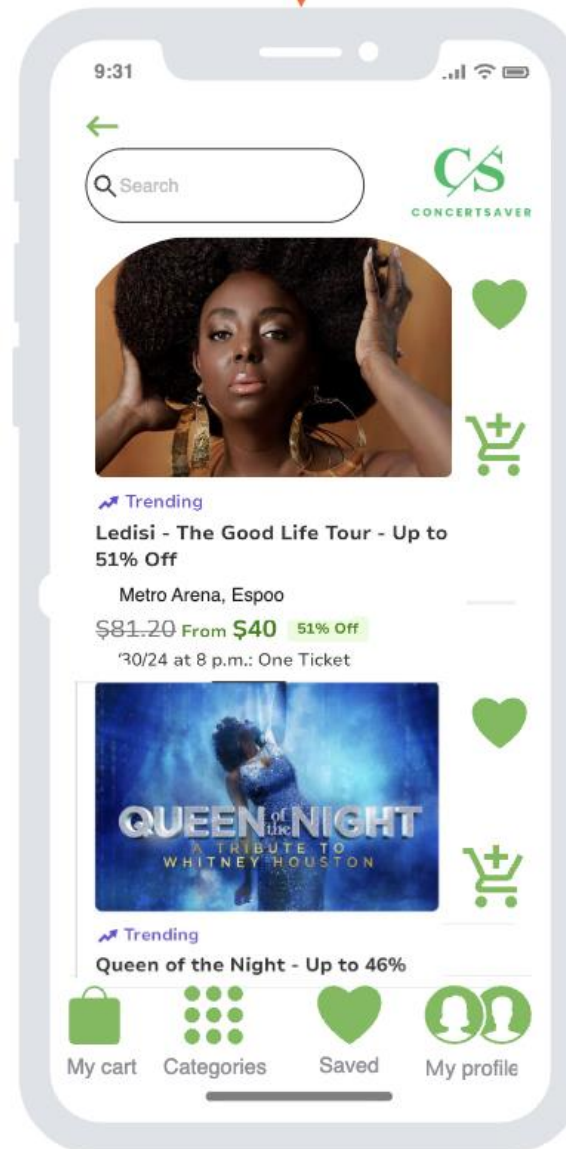 9:31
Search
CS
CONCERTSAVER
Trending
Ledisi - The Good Life Tour - Up to
51% Off
Metro Arena, Espoo
$81.20 From $40 51% Off
30/24 at 8 p.m.: One Ticket
QUEEN of the NIGHT
A TRIBUTE TO
WHITNEY HOUSTON
Trending
Queen of the Night - Up to 46%
My cart Categories Saved My profile